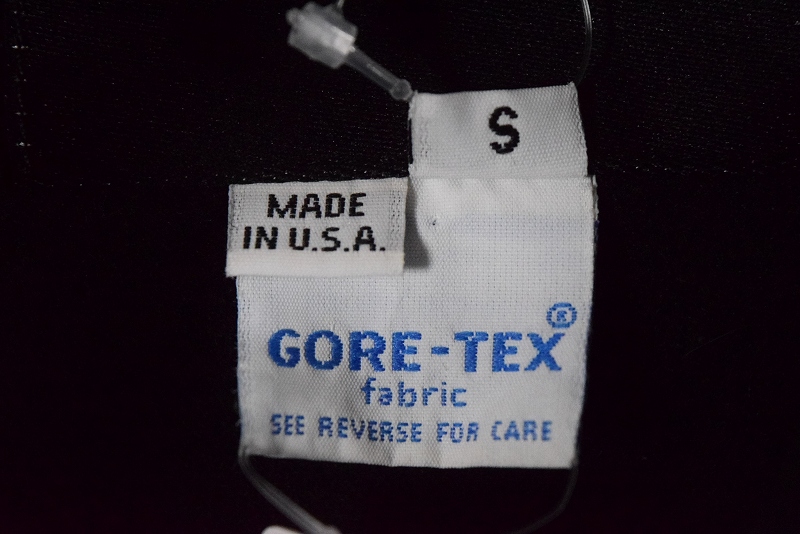 S
MADE
IN U.S.A.
GORE-TEX®
fabric
SEE REVERSE FOR CARE